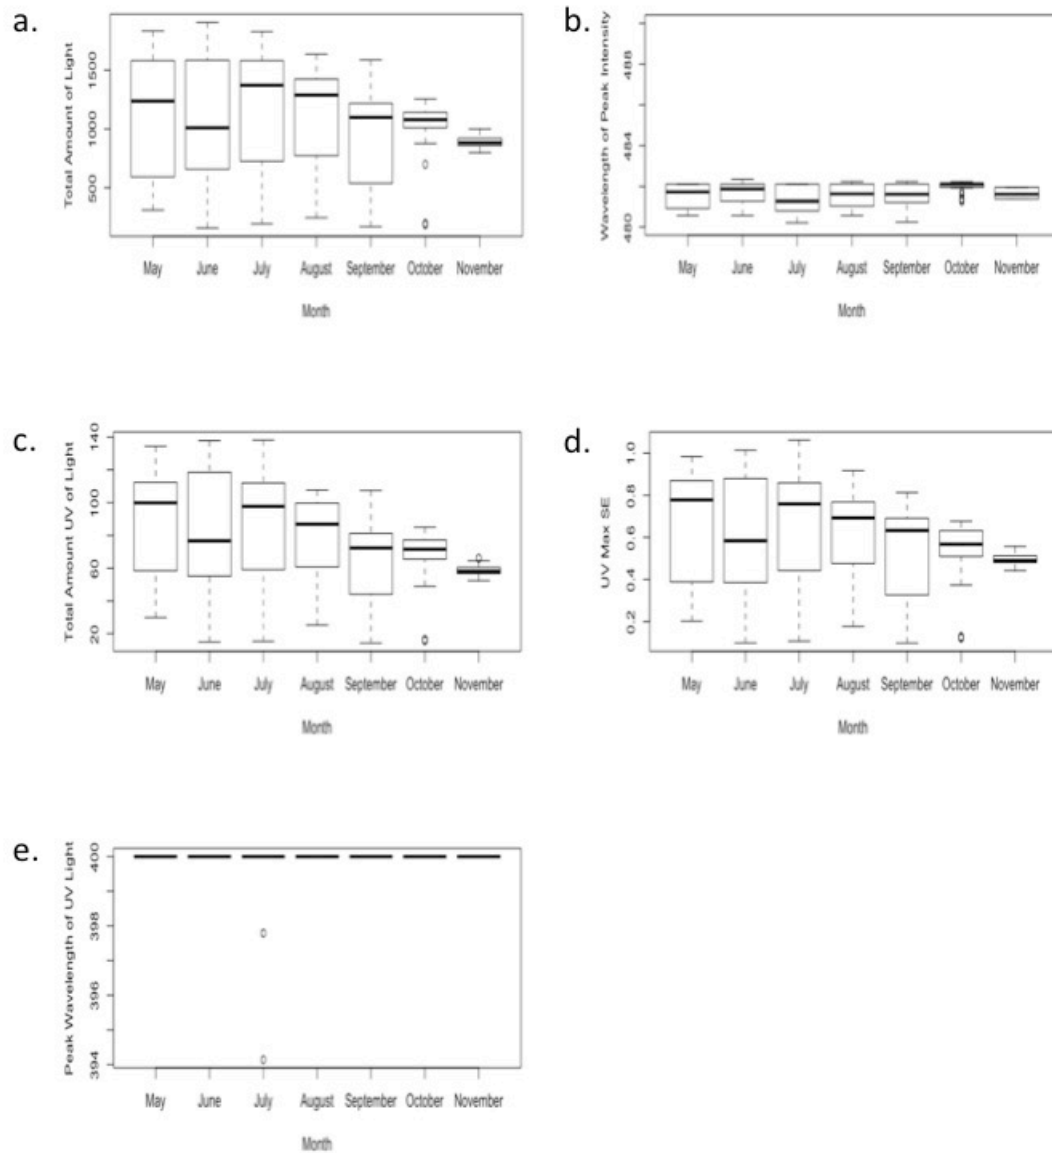 a.
Total Amount of Light
1500
1000
500
May June July August September October November
Month
b.
Wavelength of Peak Intensity
488
484
480
May June July August September October November
Month
c.
Total Amount UV of Light
140
100
60
20
May June July August September October November
Month
d.
UV Max SE
1.0
0.8
0.6
0.4
0.2
May June July August September October November
Month
e.
Peak Wavelength of UV Light
400
398
396
394
May June July August September October November
Month